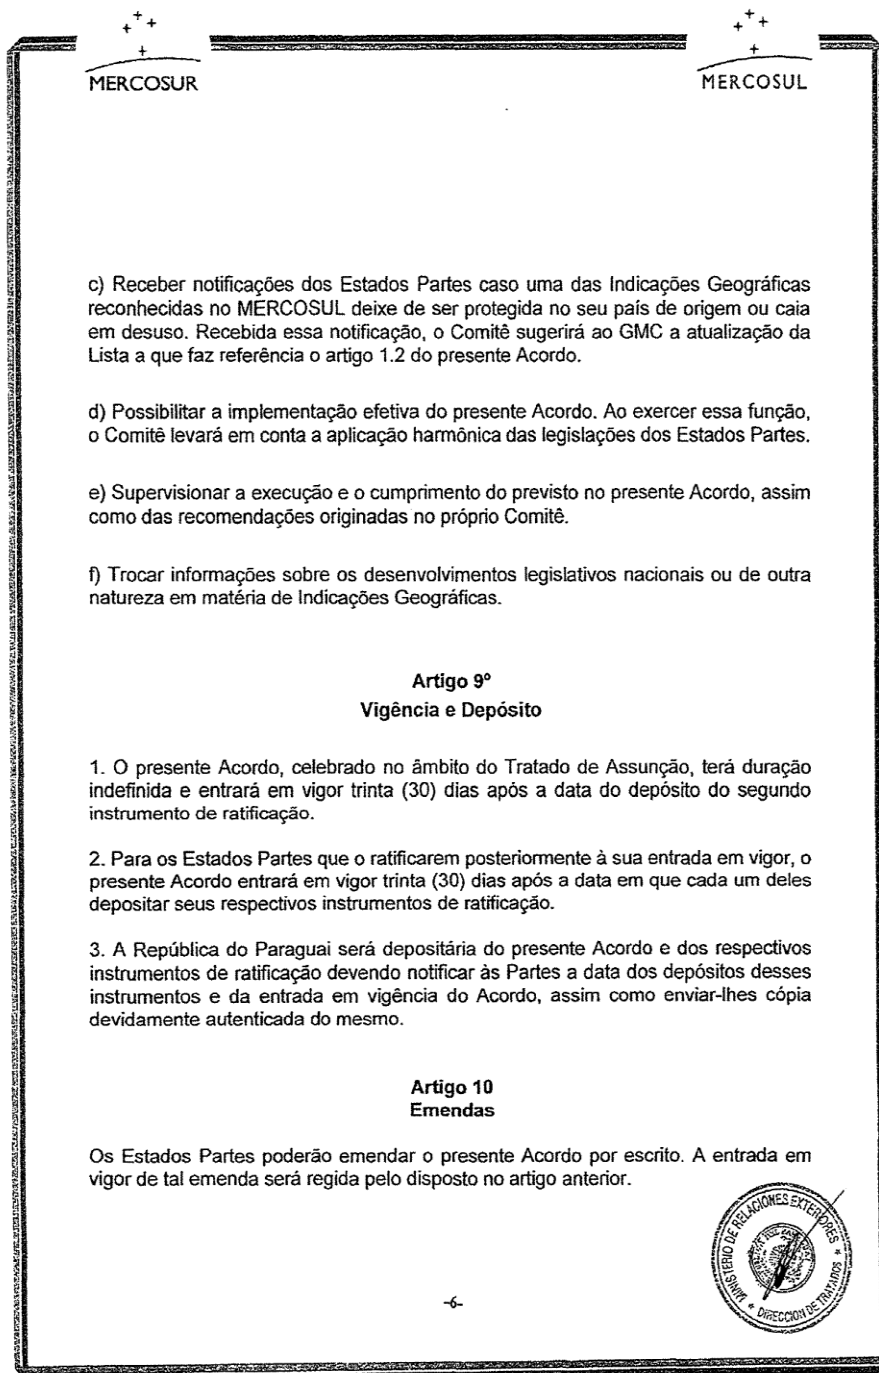 MERCOSUR
MERCOSUL
c) Receber notificações dos Estados Partes caso uma das Indicações Geográficas
reconhecidas no MERCOSUL deixe de ser protegida no seu país de origem ou caia
em desuso. Recebida essa notificação, o Comitê sugerirá ao GMC a atualização da
Lista a que faz referência o artigo 1.2 do presente Acordo.
d) Possibilitar a implementação efetiva do presente Acordo. Ao exercer essa função,
o Comitê levará em conta a aplicação harmônica das legislações dos Estados Partes.
e) Supervisionar a execução e o cumprimento do previsto no presente Acordo, assim
como das recomendações originadas no próprio Comitê.
f) Trocar informações sobre os desenvolvimentos legislativos nacionais ou de outra
natureza em matéria de Indicações Geográficas.
Artigo 9º
Vigência e Depósito
1. O presente Acordo, celebrado no âmbito do Tratado de Assunção, terá duração
indefinida e entrará em vigor trinta (30) dias após a data do depósito do segundo
instrumento de ratificação.
2. Para os Estados Partes que o ratificarem posteriormente à sua entrada em vigor, o
presente Acordo entrará em vigor trinta (30) dias após a data em que cada um deles
depositar seus respectivos instrumentos de ratificação.
3. A República do Paraguai será depositária do presente Acordo e dos respectivos
instrumentos de ratificação devendo notificar às Partes a data dos depósitos desses
instrumentos e da entrada em vigência do Acordo, assim como enviar-lhes cópia
devidamente autenticada do mesmo.
Artigo 10
Emendas
Os Estados Partes poderão emendar o presente Acordo por escrito. A entrada em
vigor de tal emenda será regida pelo disposto no artigo anterior.
MINISTERIO DE RELACIONES EXTERIORES
* DIRECCION DE TRATADOS *
-6-